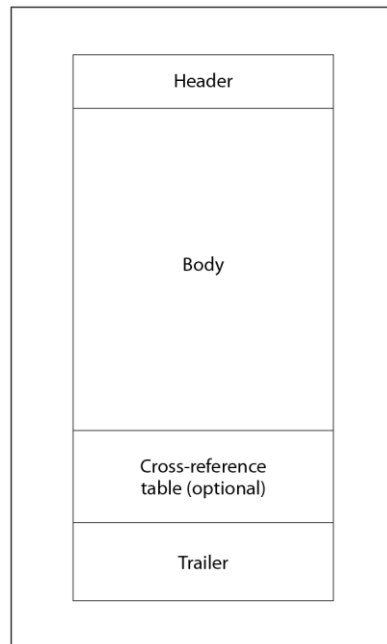 Header
Body
Cross-reference
table (optional)
Trailer